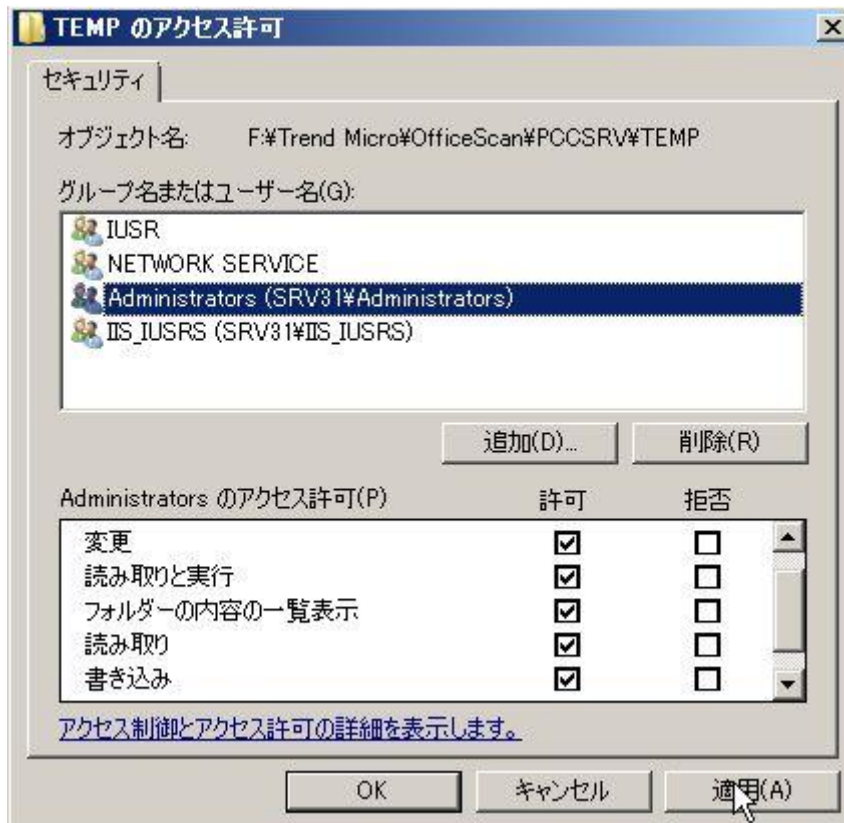 TEMP のアクセス許可
セキュリティ
オブジェクト名: F:¥Trend Micro¥OfficeScan¥PCCSRV¥TEMP
グループ名またはユーザー名(G):
IUSR
NETWORK SERVICE
Administrators (SRV31¥Administrators)
IIS_IUSRS (SRV31¥IIS_IUSRS)
追加(D)... 削除(R)
Administrators のアクセス許可(P) 許可 拒否
変更
読み取りと実行
フォルダーの内容の一覧表示
読み取り
書き込み
アクセス制御とアクセス許可の詳細を表示します。
OK キャンセル 適用(A)